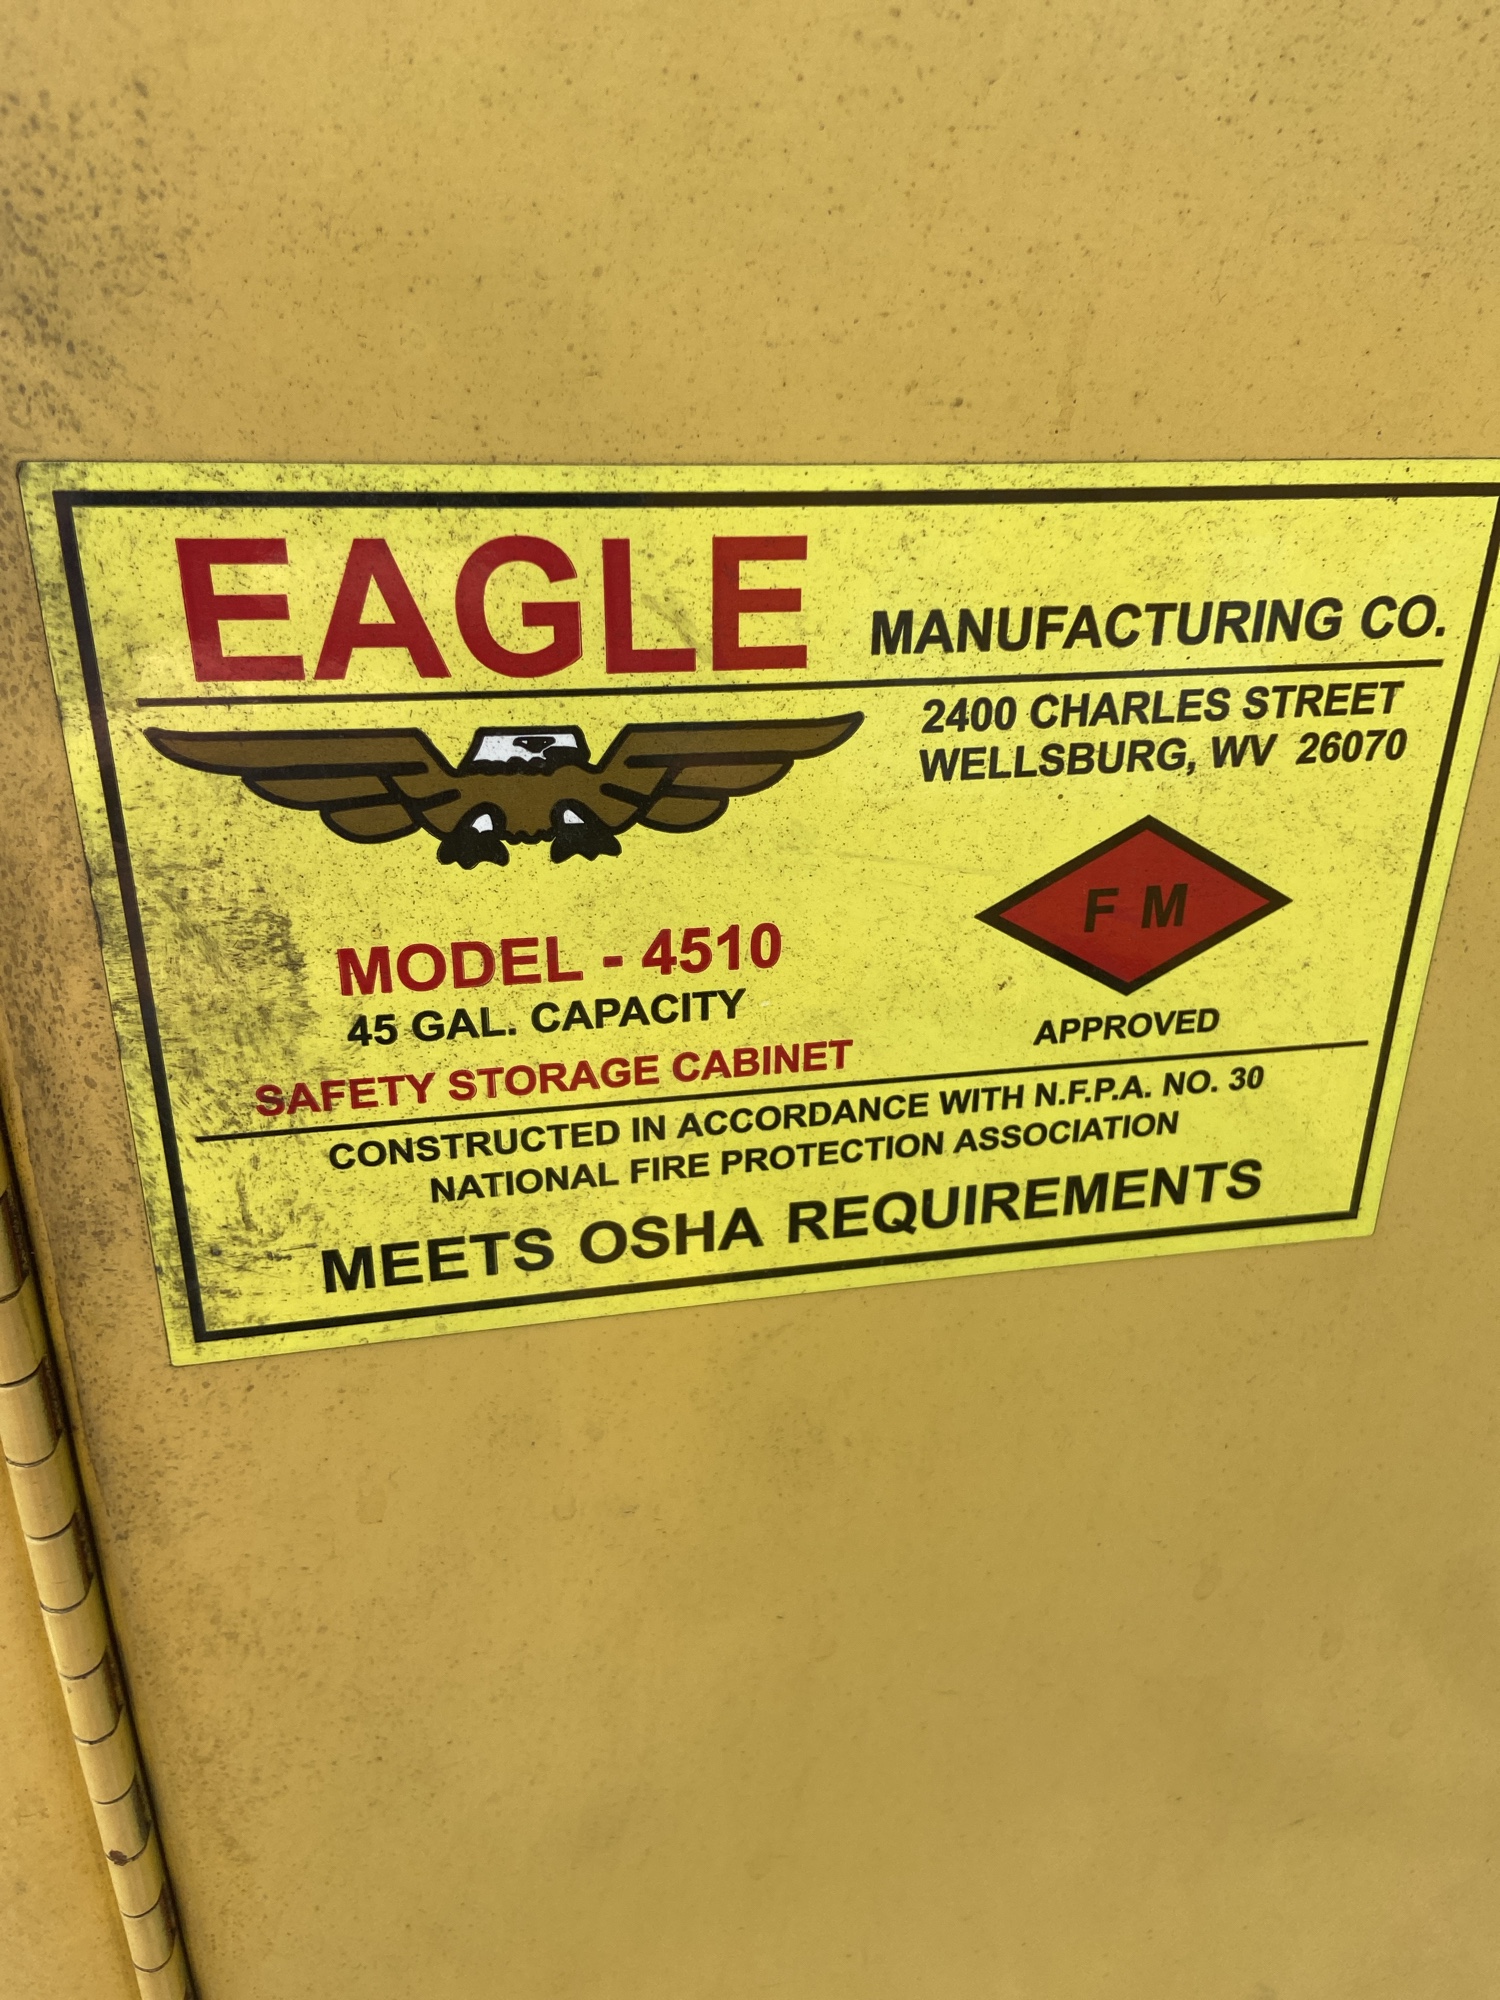 EAGLE MANUFACTURING CO.
2400 CHARLES STREET
WELLSBURG, WV 26070
FM
APPROVED
MODEL - 4510
45 GAL. CAPACITY
SAFETY STORAGE CABINET
CONSTRUCTED IN ACCORDANCE WITH N.F.P.A. NO. 30
NATIONAL FIRE PROTECTION ASSOCIATION
MEETS OSHA REQUIREMENTS